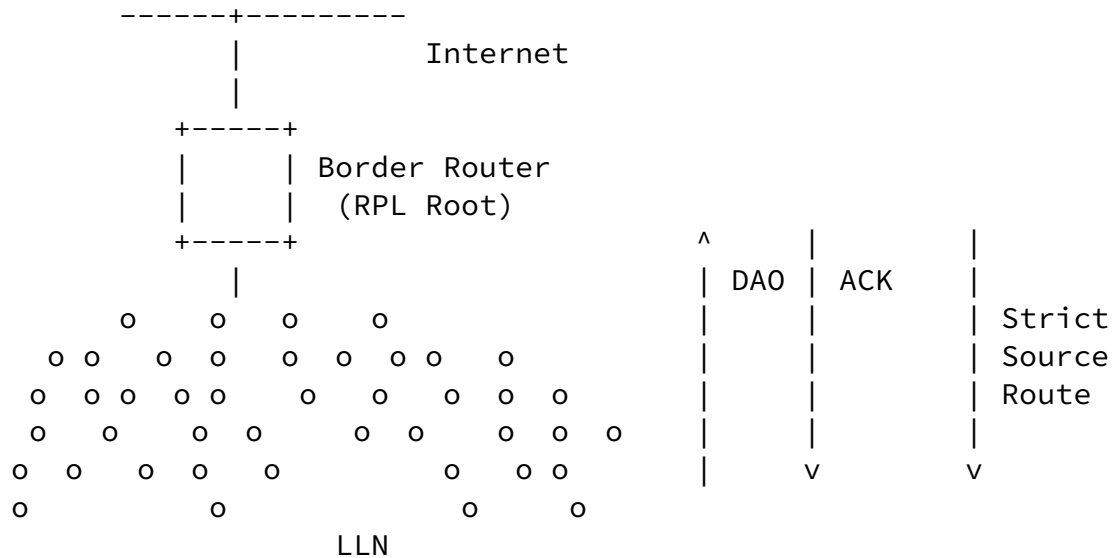 ------+---------
|          Internet
|
+-----+
|     | Border Router
|     |  (RPL Root)
+-----+                      ^     |        |
|                          | DAO | ACK    |
o    o   o    o                 |     |        | Strict
o o   o  o   o  o  o o   o          |     |        | Source
o  o o  o o    o   o   o  o  o       |     |        | Route
o   o    o  o     o  o    o  o  o    |     |        |
o  o   o  o   o         o   o o      |     v        v
o          o             o     o
LLN